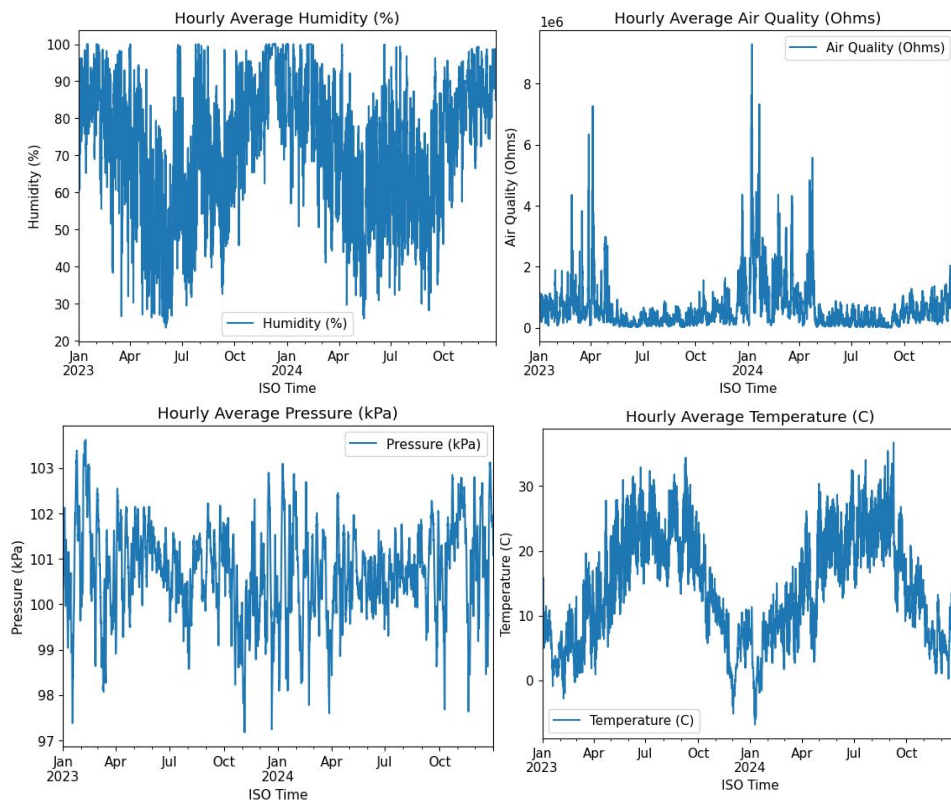 Hourly Average Humidity (%)
100
90
80
70
60
50
40
30
20
Humidity (%)
Humidity (%)
Jan
2023
Apr
Jul
Oct
Jan
2024
Apr
Jul
Oct
ISO Time
Hourly Average Air Quality (Ohms)
1e6
8
6
4
2
0
Air Quality (Ohms)
Air Quality (Ohms)
Jan
2023
Apr
Jul
Oct
Jan
2024
Apr
Jul
Oct
ISO Time
Hourly Average Pressure (kPa)
103
102
101
100
99
98
97
Pressure (kPa)
Pressure (kPa)
Jan
2023
Apr
Jul
Oct
Jan
2024
Apr
Jul
Oct
ISO Time
Hourly Average Temperature (C)
30
20
10
0
Temperature (C)
Temperature (C)
Jan
2023
Apr
Jul
Oct
Jan
2024
Apr
Jul
Oct
ISO Time